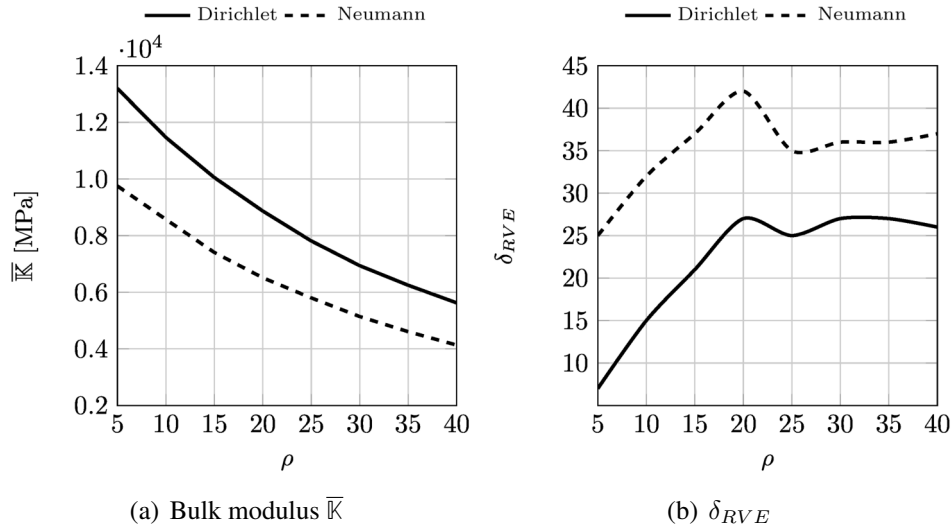 Dirichlet Neumann
·10⁴
1.4
1.2
1.0
0.8
0.6
0.4
0.2
5 10 15 20 25 30 35 40
K̅ [MPa]
ρ
(a) Bulk modulus K̅
Dirichlet Neumann
45
40
35
30
25
20
15
10
5 10 15 20 25 30 35 40
δ_RVE
ρ
(b) δ_RVE